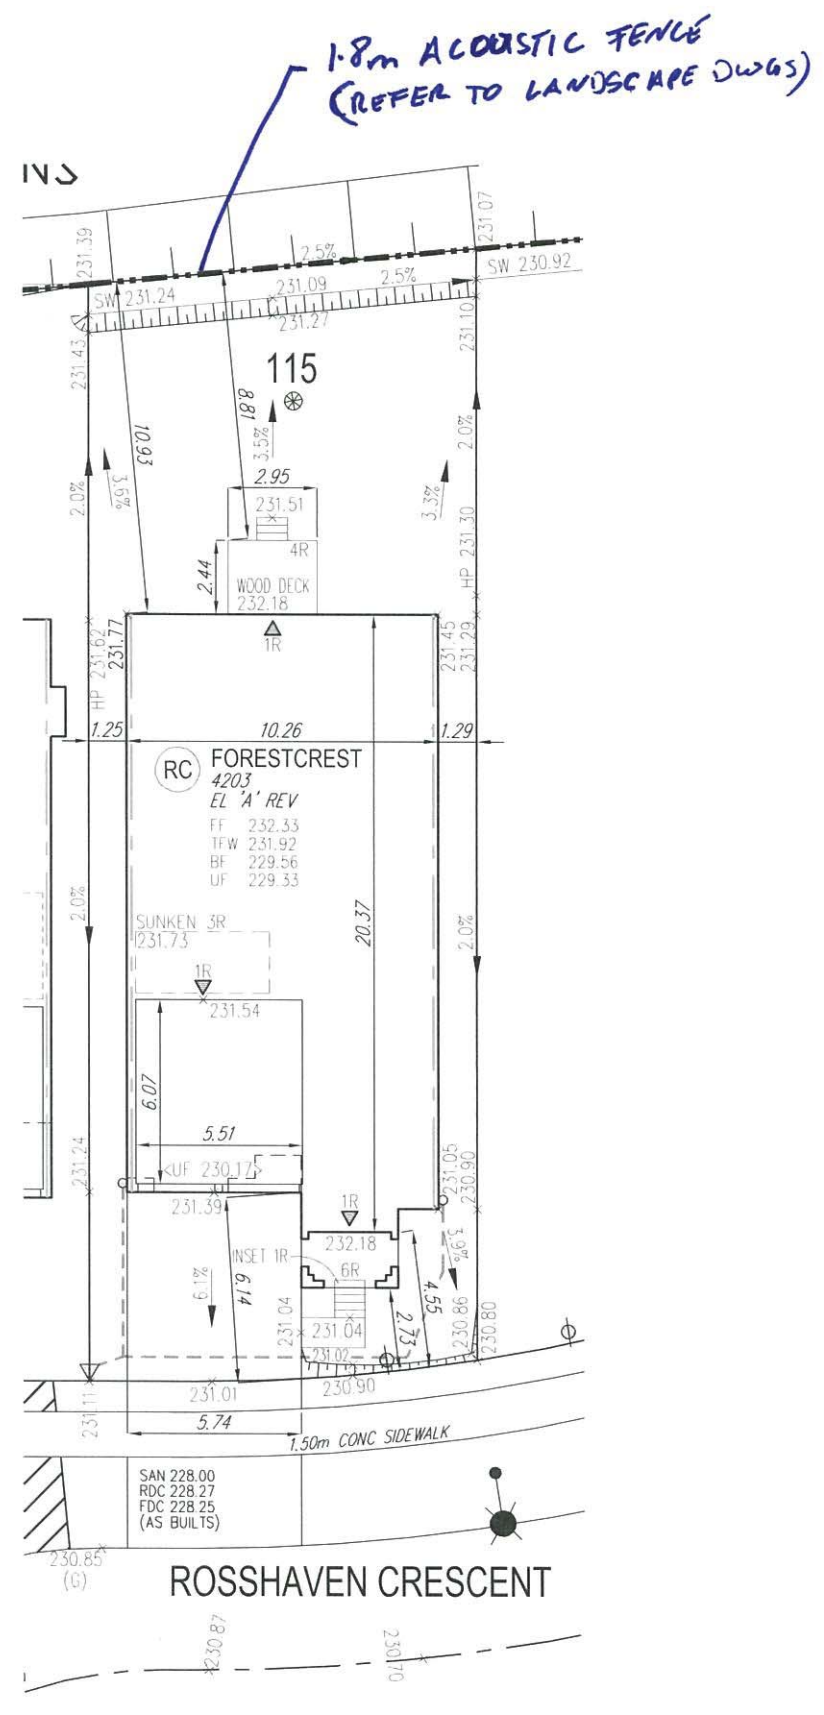 1.8m ACOUSTIC FENCE
(REFER TO LANDSCAPE DWGS)
231.39
231.07
2.5%
SW 230.92
SW 231.24
231.09
2.5%
231.27
231.10
231.43
115
8.81
3.5%
10.93
3.6%
2.0%
2.0%
3.3%
2.95
231.51
4R
2.44
WOOD DECK
232.18
HP 231.30
1R
HP 231.62
231.77
231.45
231.29
1.25
10.26
1.29
RC
FORESTCREST
4203
EL 'A' REV
FF 232.33
TFW 231.92
BF 229.56
UF 229.33
2.0%
20.37
2.0%
SUNKEN 3R
231.73
1R
231.54
6.07
5.51
<UF 230.17>
231.24
231.05
230.90
231.39
1R
232.18
INSET 1R
6R
6.1%
6.14
3.9%
4.55
2.73
231.04
231.04
230.86
230.80
231.02
230.90
231.11
231.01
5.74
1.50m CONC SIDEWALK
SAN 228.00
RDC 228.27
FDC 228.25
(AS BUILTS)
230.85
(G)
ROSSHAVEN CRESCENT
230.87
230.70